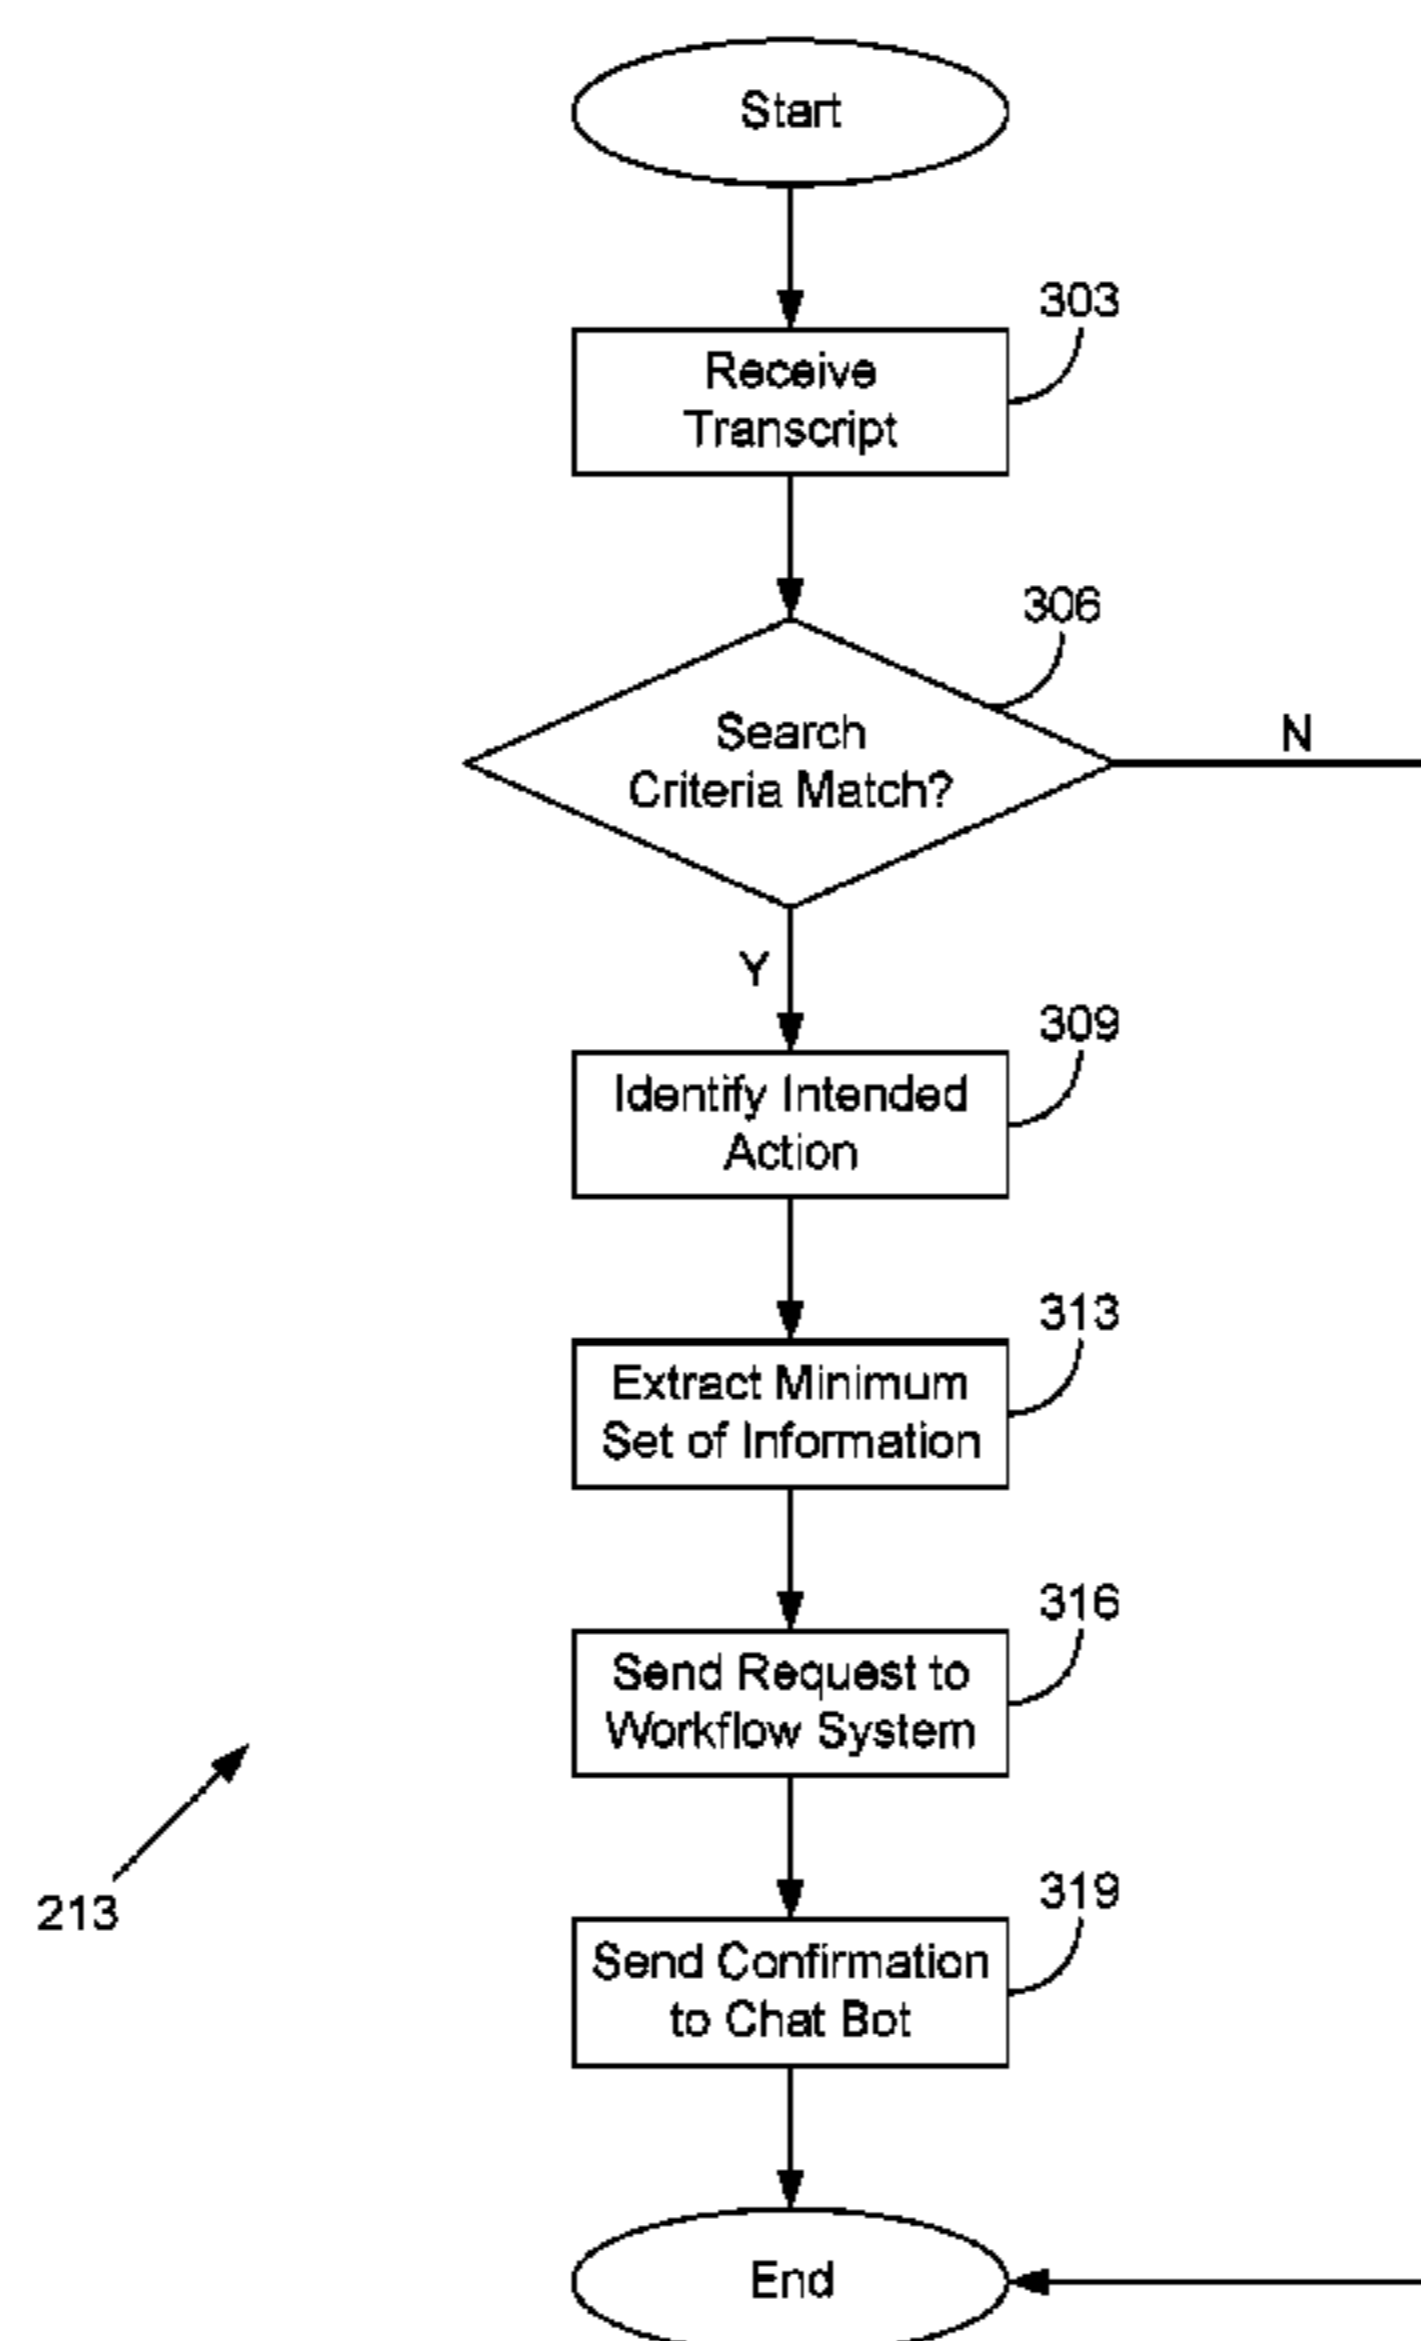 Start
303
Receive
Transcript
306
Search
Criteria Match?
N
Y
309
Identify Intended
Action
313
Extract Minimum
Set of Information
316
Send Request to
Workflow System
213
319
Send Confirmation
to Chat Bot
End